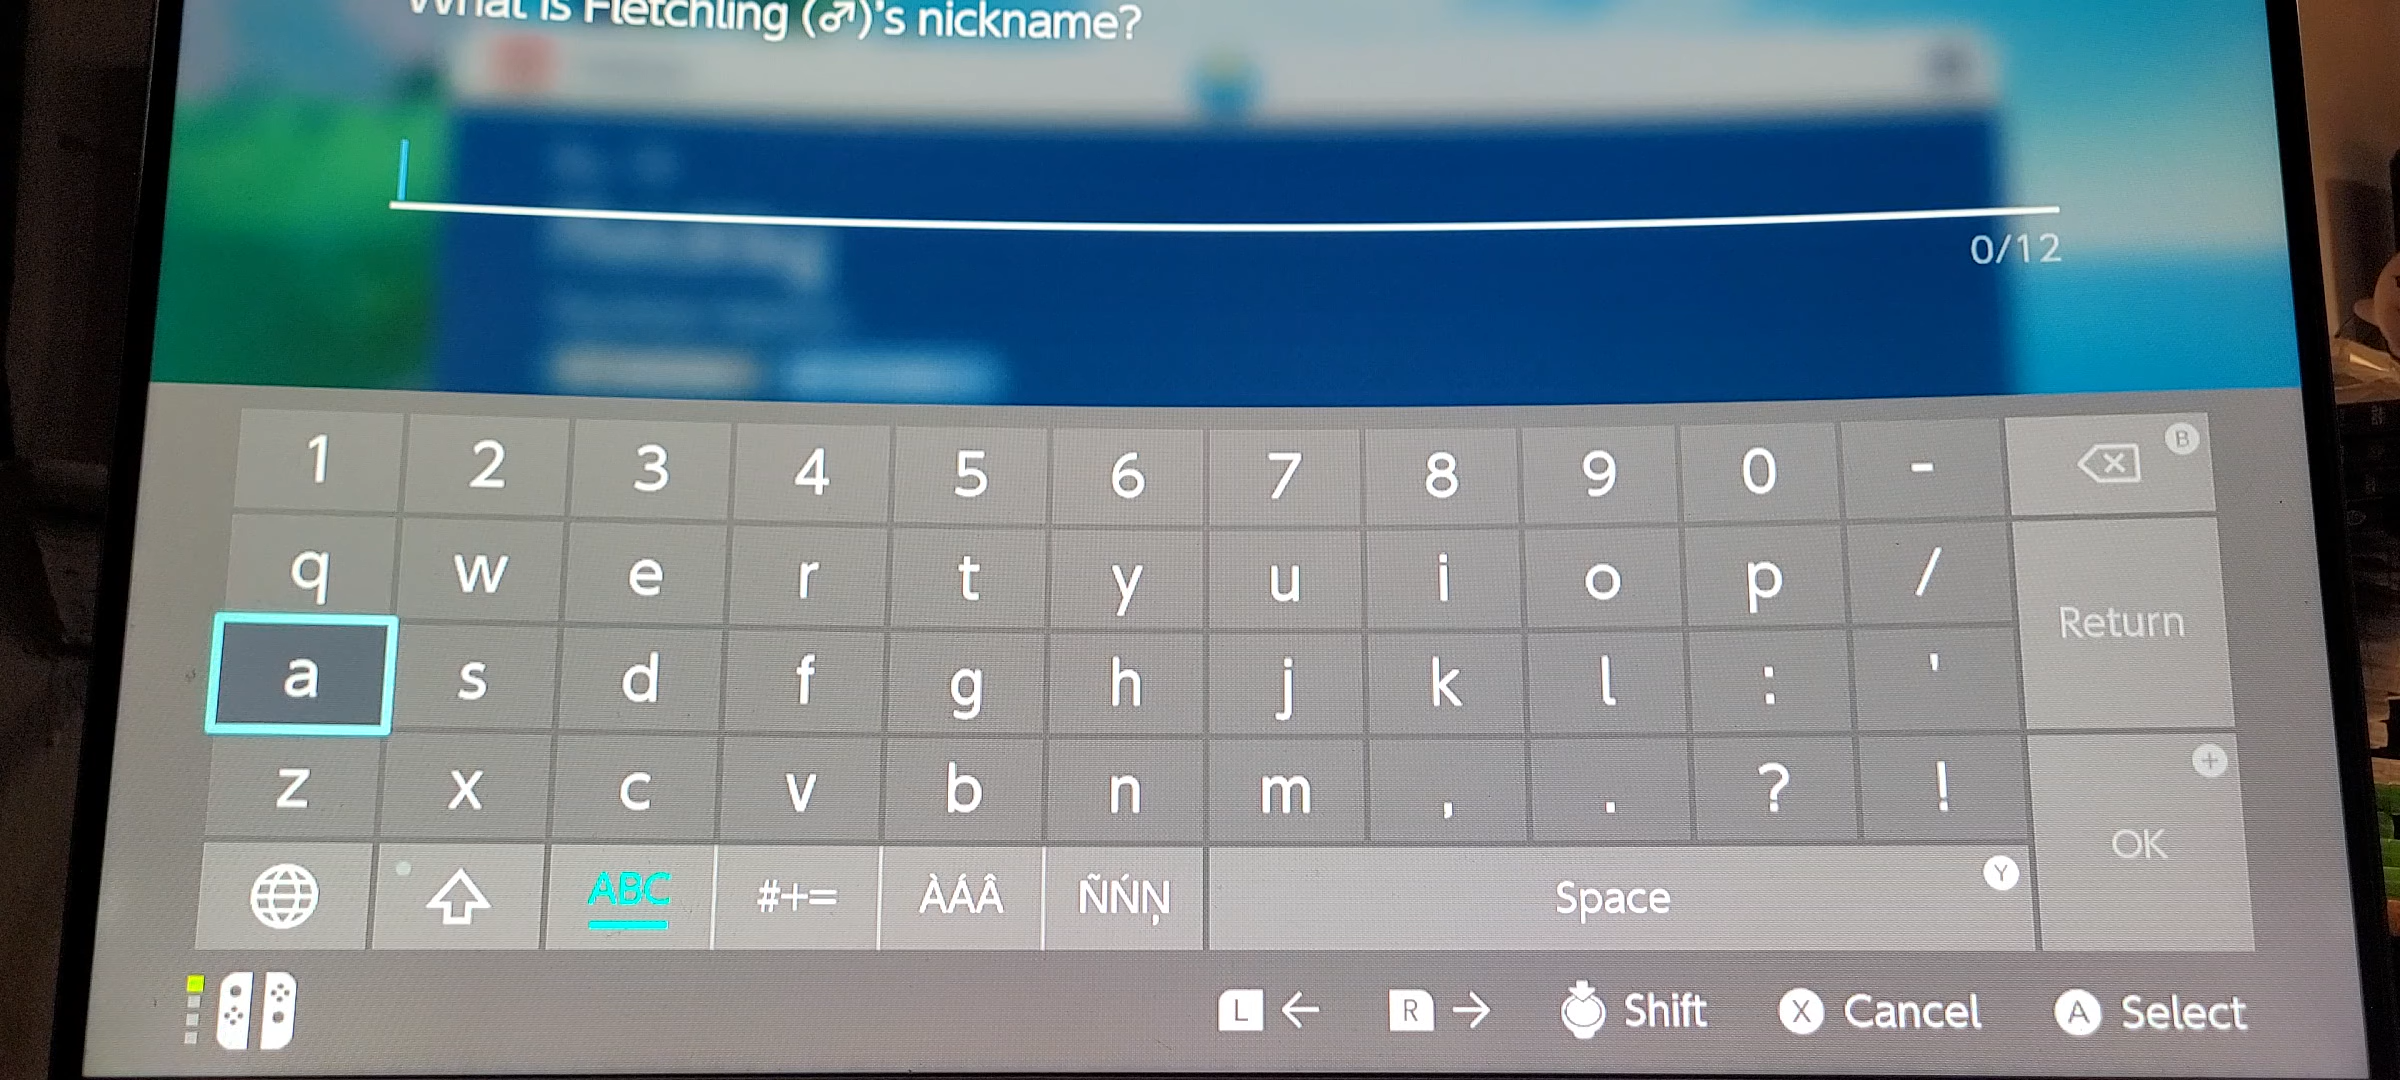 What is Fletchling (♂)'s nickname?
0/12
1 2 3 4 5 6 7 8 9 0 - B
q w e r t y u i o p /
Return
a s d f g h j k l : '
z x c v b n m , . ? ! +
OK
ABC #+= ÀÁÂ ÑŃŅ Space Y
L ← R → Shift X Cancel A Select